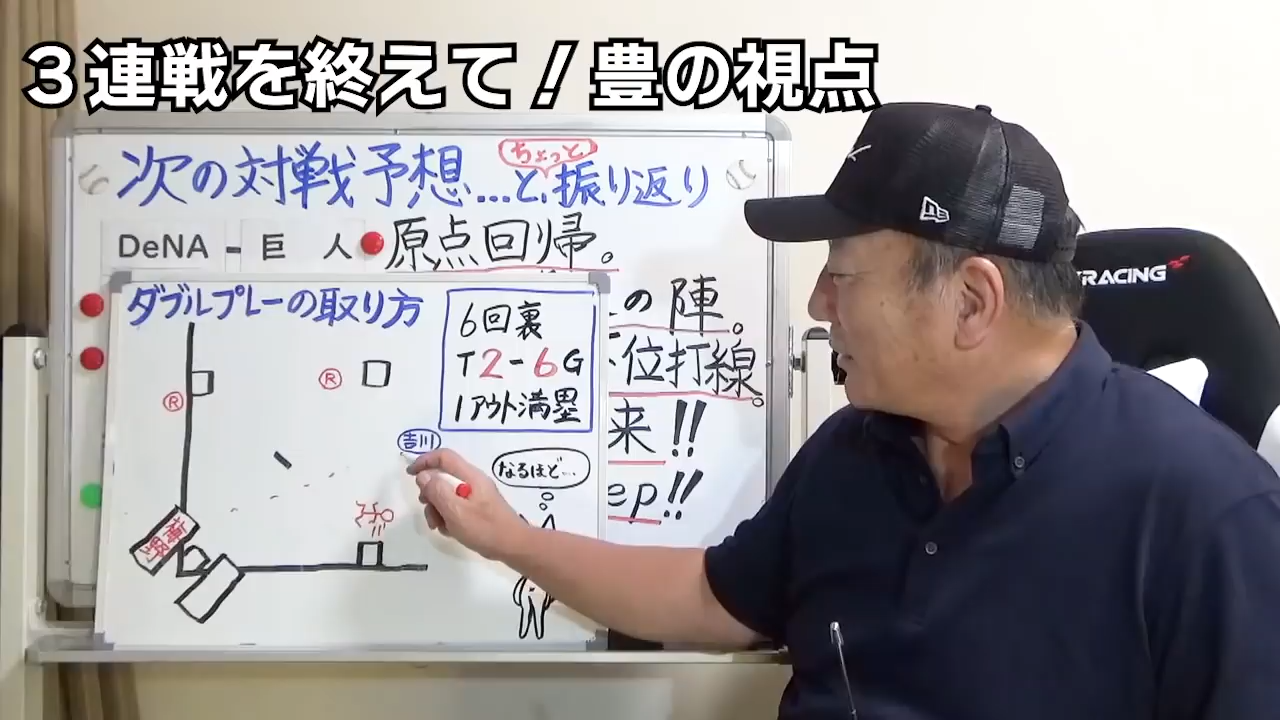 ３連戦を終えて！豊の視点
次の対戦予想...と、振り返り
ちょっと
DeNA - 巨人 原点回帰。
の陣。
位打線。
来!!
ep!!
ダブルプレーの取り方
6回裏
T2-6G
1アウト満塁
R
R
吉川
なるほど...
RACING